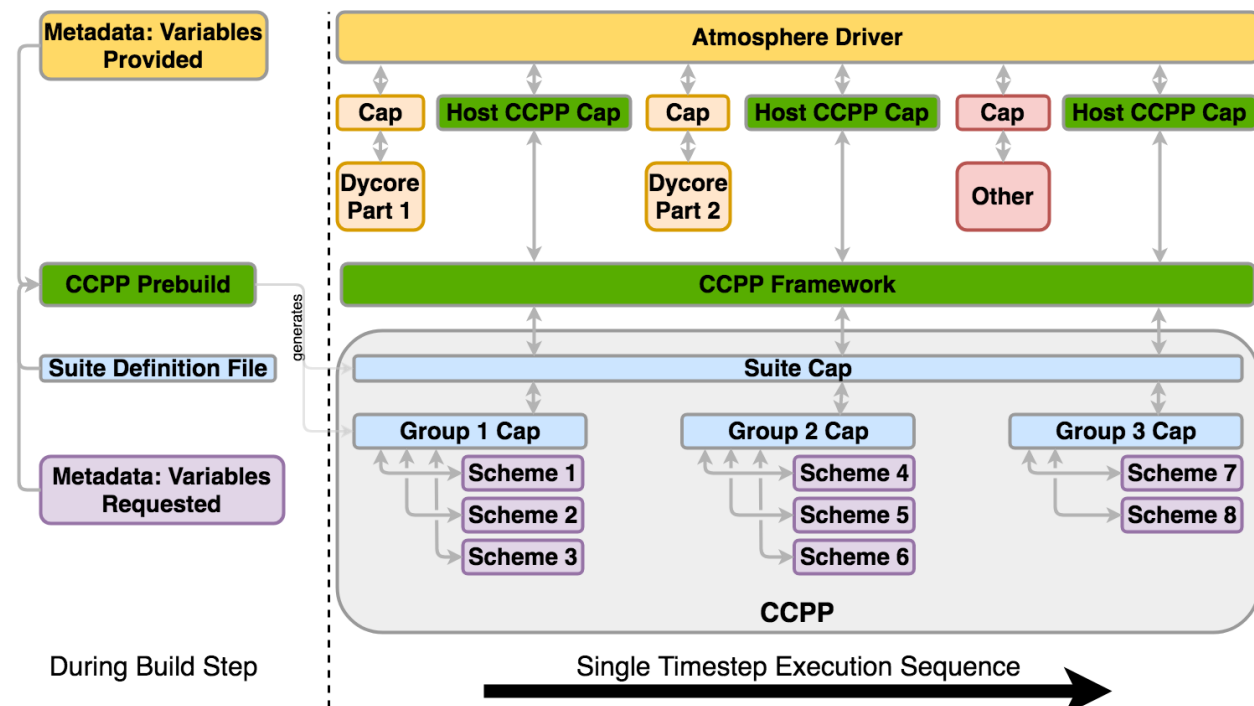 Metadata: Variables
Provided
Atmosphere Driver
Cap
Host CCPP Cap
Cap
Host CCPP Cap
Cap
Host CCPP Cap
Dycore
Part 1
Dycore
Part 2
Other
CCPP Prebuild
CCPP Framework
generates
Suite Definition File
Suite Cap
Group 1 Cap
Group 2 Cap
Group 3 Cap
Metadata: Variables
Requested
Scheme 1
Scheme 4
Scheme 7
Scheme 2
Scheme 5
Scheme 8
Scheme 3
Scheme 6
CCPP
During Build Step
Single Timestep Execution Sequence